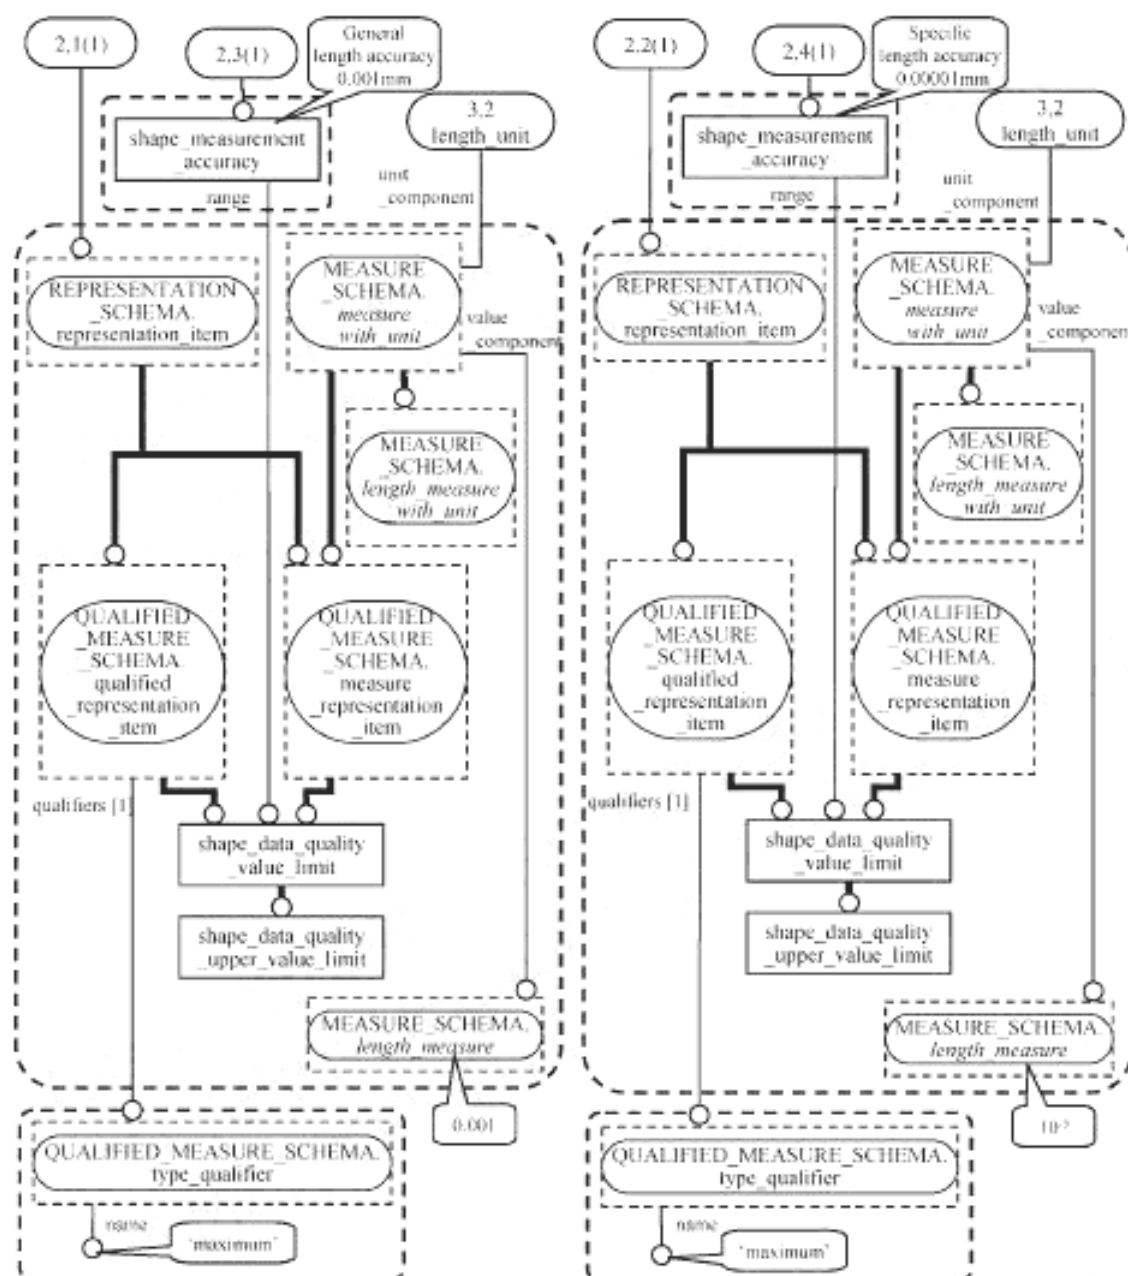 2,1(1)
2,3(1)
General
length accuracy
0.001mm
shape_measurement
_accuracy
3,2
length_unit
range
unit
_component
REPRESENTATION
_SCHEMA.
representation_item
MEASURE
_SCHEMA.
measure
_with_unit
value
_component
MEASURE
_SCHEMA.
length_measure
_with_unit
QUALIFIED
_MEASURE
_SCHEMA.
qualified
_representation
_item
QUALIFIED
_MEASURE
_SCHEMA.
measure
_representation
_item
qualifiers [1]
shape_data_quality
_value_limit
shape_data_quality
_upper_value_limit
MEASURE_SCHEMA.
length_measure
0.001
QUALIFIED_MEASURE_SCHEMA.
type_qualifier
name
'maximum'
2,2(1)
2,4(1)
Specific
length accuracy
0.00001mm
shape_measurement
_accuracy
3,2
length_unit
range
unit
_component
REPRESENTATION
_SCHEMA.
representation_item
MEASURE
_SCHEMA.
measure
_with_unit
value
_component
MEASURE
_SCHEMA.
length_measure
_with_unit
QUALIFIED
_MEASURE
_SCHEMA.
qualified
_representation
_item
QUALIFIED
_MEASURE
_SCHEMA.
measure
_representation
_item
qualifiers [1]
shape_data_quality
_value_limit
shape_data_quality
_upper_value_limit
MEASURE_SCHEMA.
length_measure
QUALIFIED_MEASURE_SCHEMA.
type_qualifier
name
'maximum'